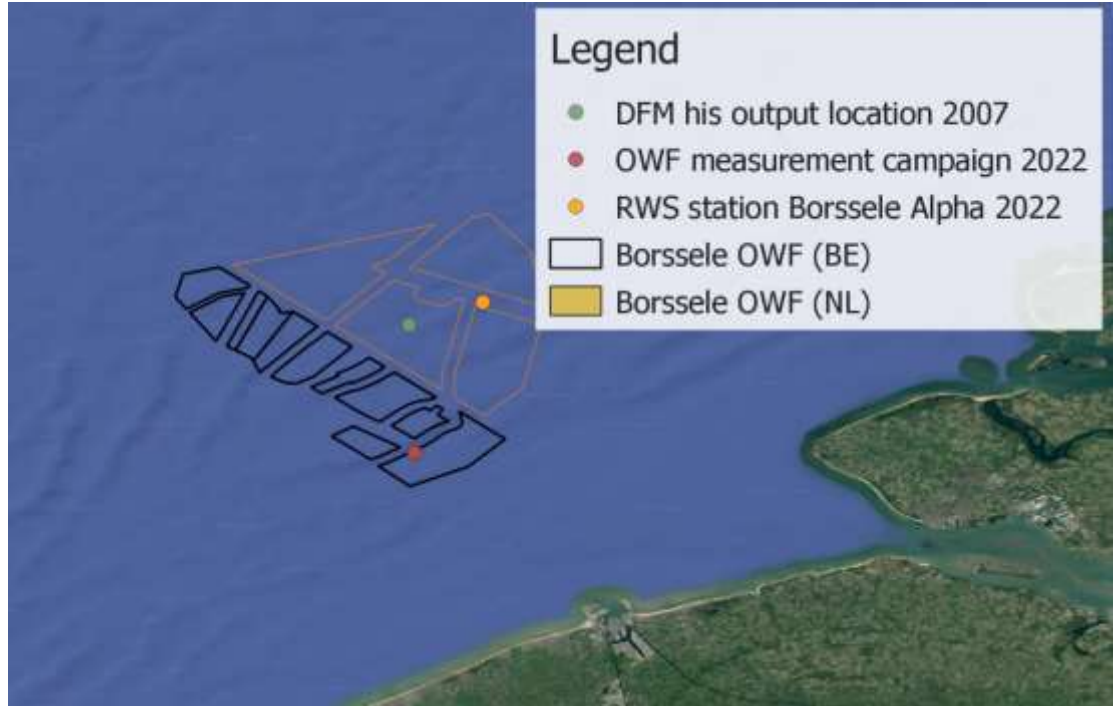 Legend
DFM his output location 2007
OWF measurement campaign 2022
RWS station Borssele Alpha 2022
Borssele OWF (BE)
Borssele OWF (NL)